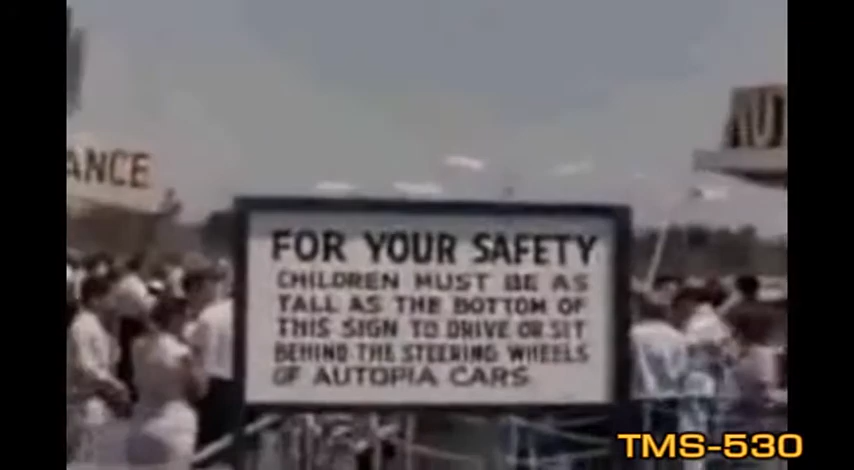 ANCE
AUT
FOR YOUR SAFETY
CHILDREN MUST BE AS
TALL AS THE BOTTOM OF
THIS SIGN TO DRIVE OR SIT
BEHIND THE STEERING WHEELS
OF AUTOPIA CARS
TMS-530